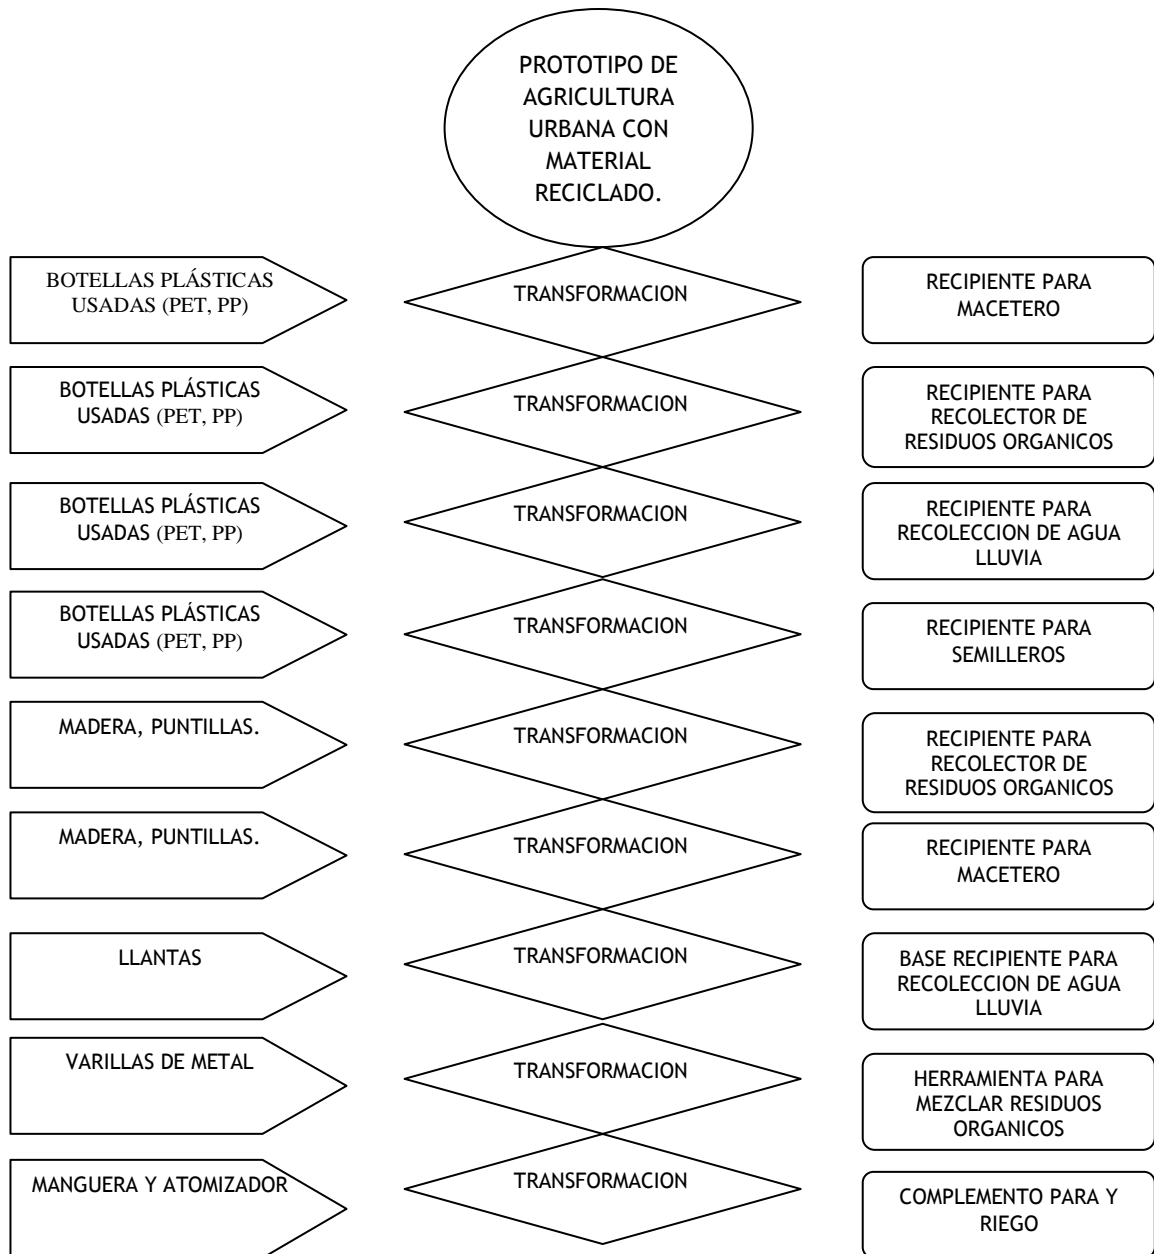 PROTOTIPO DE
AGRICULTURA
URBANA CON
MATERIAL
RECICLADO.
BOTELLAS PLÁSTICAS
USADAS (PET, PP)
TRANSFORMACION
RECIPIENTE PARA
MACETERO
BOTELLAS PLÁSTICAS
USADAS (PET, PP)
TRANSFORMACION
RECIPIENTE PARA
RECOLECTOR DE
RESIDUOS ORGANICOS
BOTELLAS PLÁSTICAS
USADAS (PET, PP)
TRANSFORMACION
RECIPIENTE PARA
RECOLECCION DE AGUA
LLUVIA
BOTELLAS PLÁSTICAS
USADAS (PET, PP)
TRANSFORMACION
RECIPIENTE PARA
SEMILLEROS
MADERA, PUNTILLAS.
TRANSFORMACION
RECIPIENTE PARA
RECOLECTOR DE
RESIDUOS ORGANICOS
MADERA, PUNTILLAS.
TRANSFORMACION
RECIPIENTE PARA
MACETERO
LLANTAS
TRANSFORMACION
BASE RECIPIENTE PARA
RECOLECCION DE AGUA
LLUVIA
VARILLAS DE METAL
TRANSFORMACION
HERRAMIENTA PARA
MEZCLAR RESIDUOS
ORGANICOS
MANGUERA Y ATOMIZADOR
TRANSFORMACION
COMPLEMENTO PARA Y
RIEGO